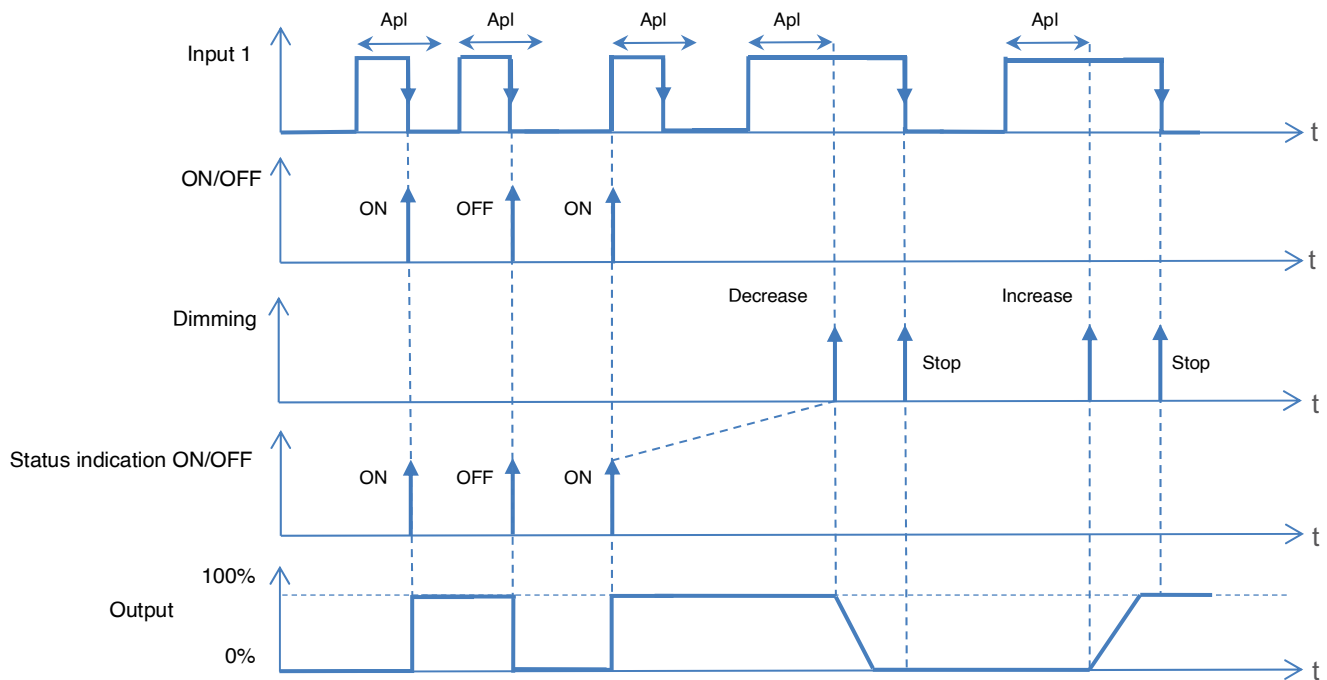 Apl Apl Apl Apl Apl
Input 1
t
ON/OFF
ON OFF ON
t
Decrease Increase
Dimming
Stop Stop
t
Status indication ON/OFF
ON OFF ON
t
100%
Output
0%
t